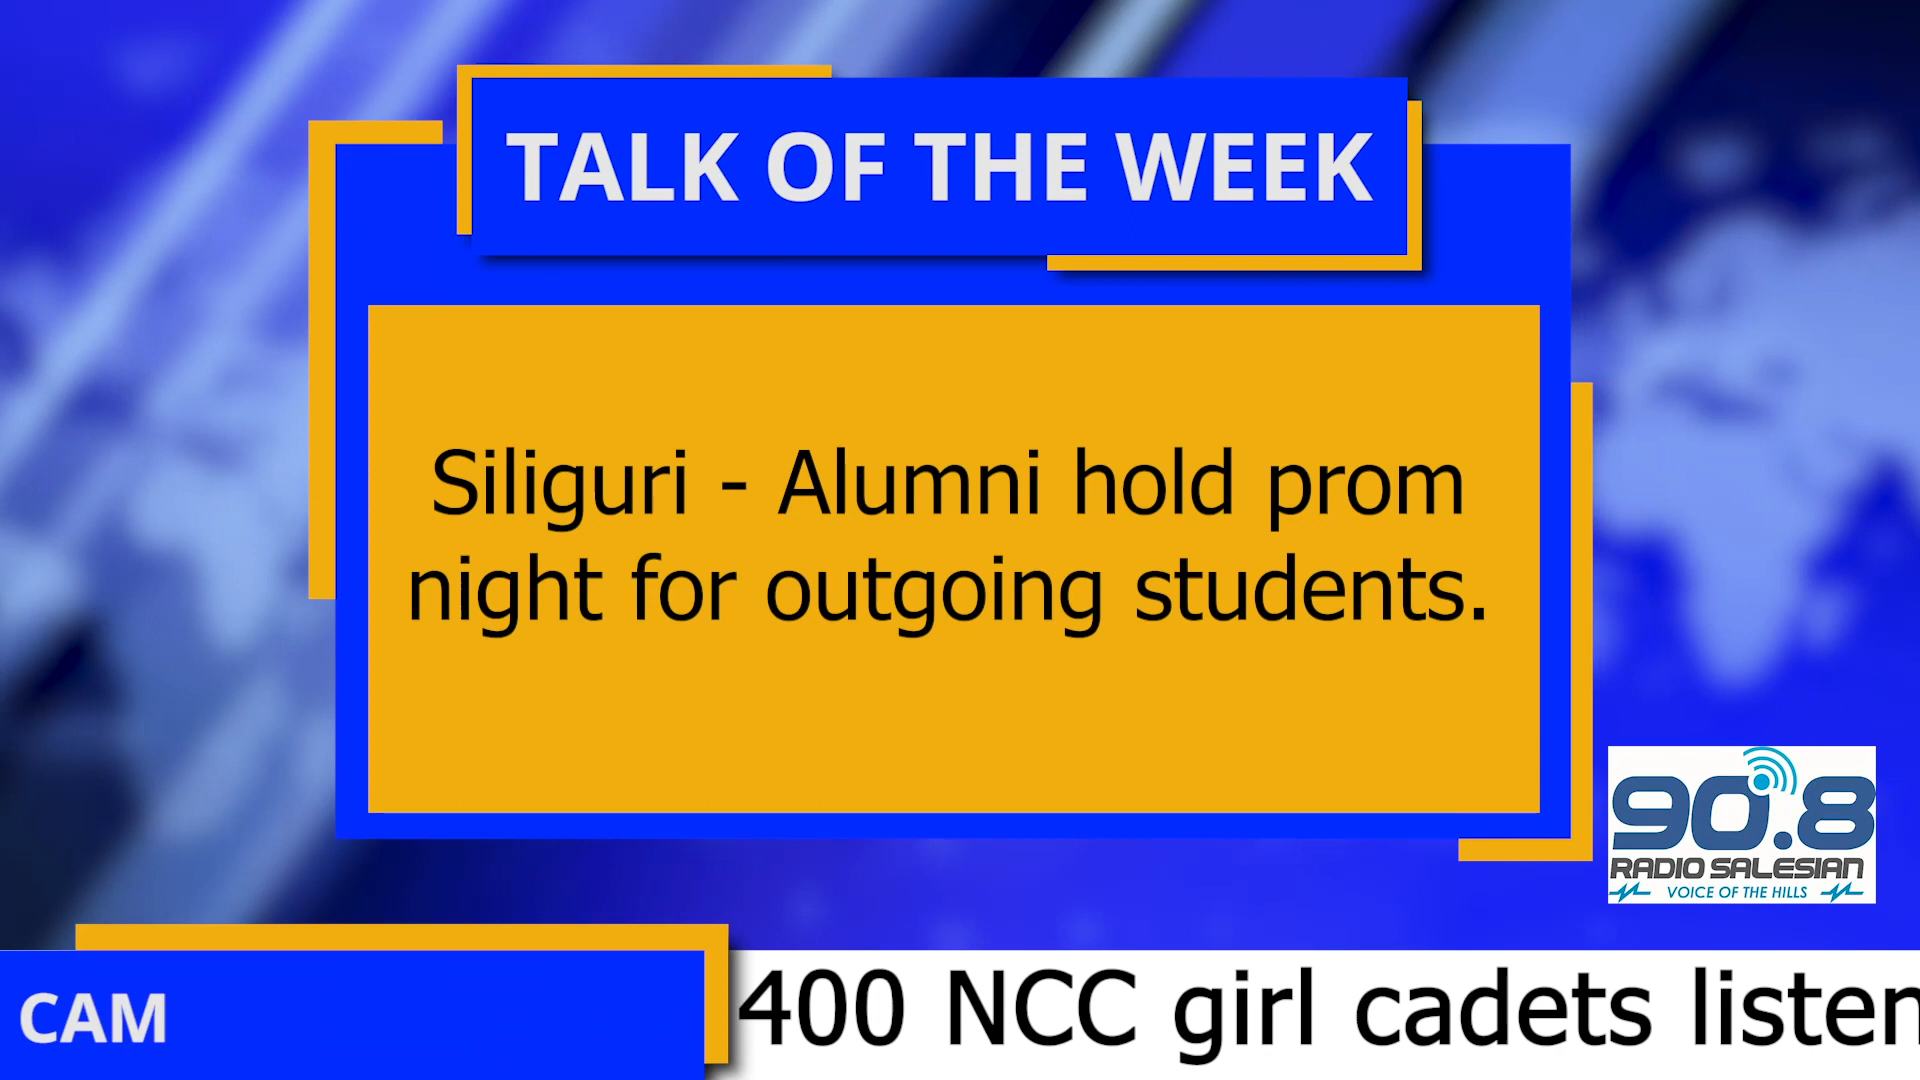 TALK OF THE WEEK
Siliguri - Alumni hold prom
night for outgoing students.
90.8
RADIO SALESIAN
VOICE OF THE HILLS
CAM
400 NCC girl cadets listen